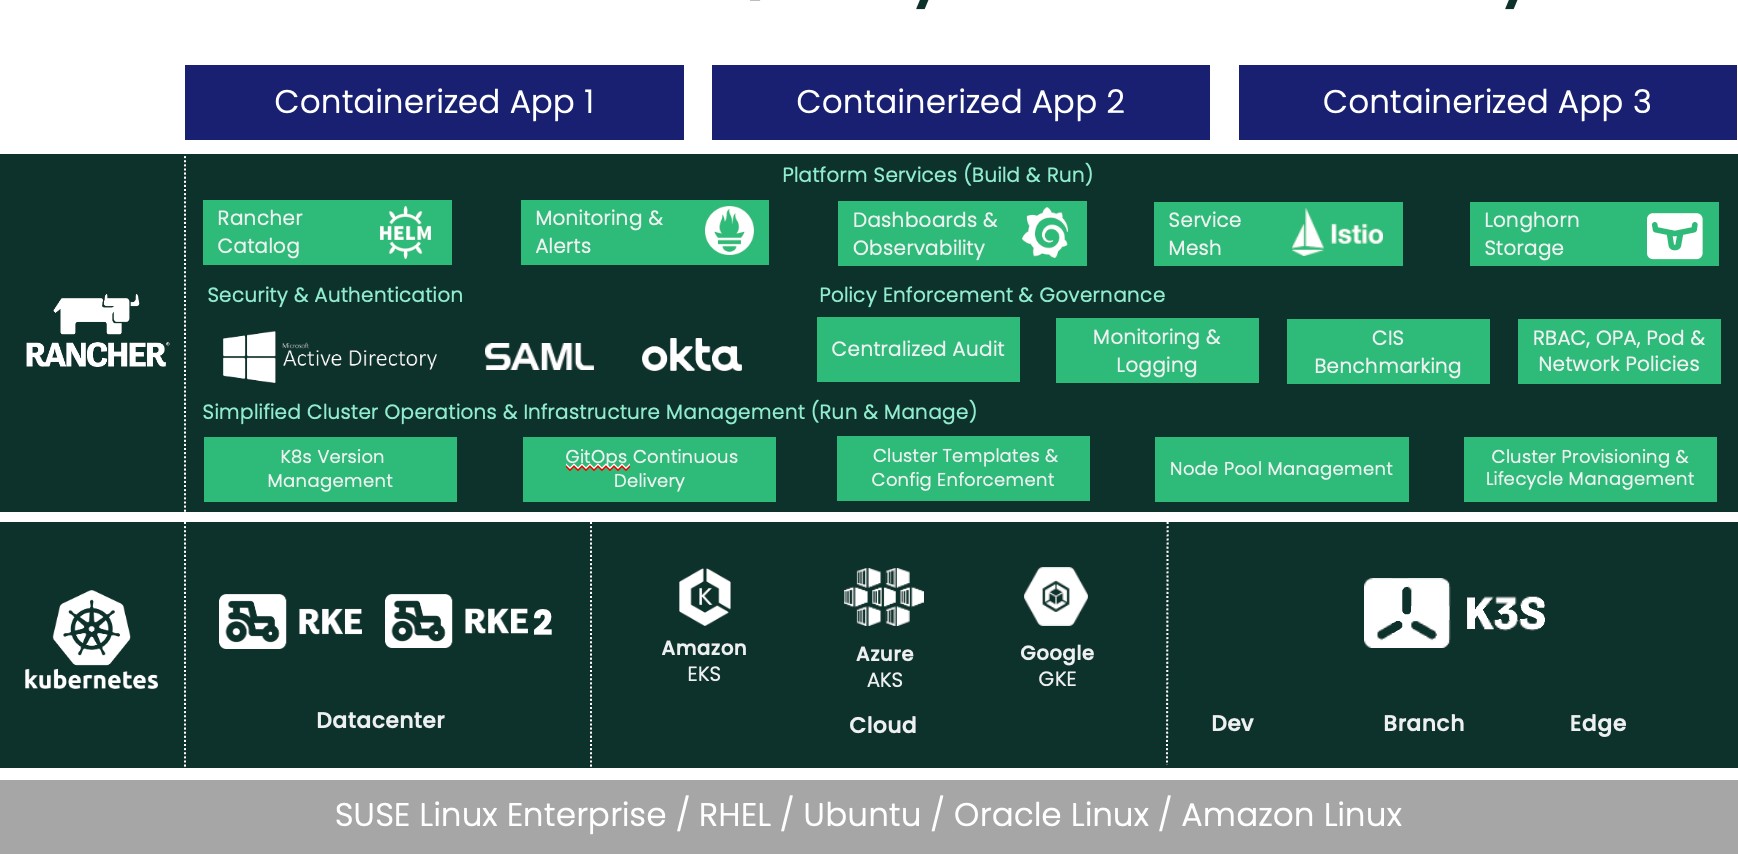 Containerized App 1
Containerized App 2
Containerized App 3
Platform Services (Build & Run)
Rancher
Catalog
HELM
Monitoring &
Alerts
Dashboards &
Observability
Service
Mesh
Istio
Longhorn
Storage
RANCHER
Security & Authentication
Microsoft
Active Directory
SAML
okta
Policy Enforcement & Governance
Centralized Audit
Monitoring &
Logging
CIS
Benchmarking
RBAC, OPA, Pod &
Network Policies
Simplified Cluster Operations & Infrastructure Management (Run & Manage)
K8s Version
Management
GitOps Continuous
Delivery
Cluster Templates &
Config Enforcement
Node Pool Management
Cluster Provisioning &
Lifecycle Management
kubernetes
RKE
RKE2
Datacenter
K
Amazon
EKS
Azure
AKS
Google
GKE
Cloud
K3S
Dev
Branch
Edge
SUSE Linux Enterprise / RHEL / Ubuntu / Oracle Linux / Amazon Linux